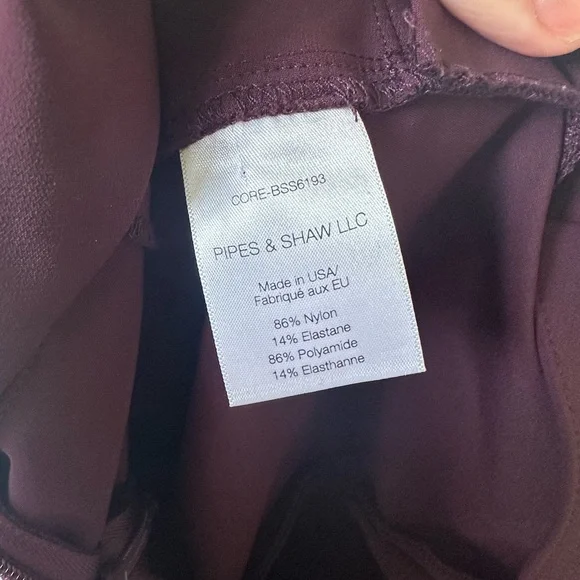 CORE-BSS6193
PIPES & SHAW LLC
Made in USA/
Fabriqué aux EU
86% Nylon
14% Elastane
86% Polyamide
14% Elasthanne